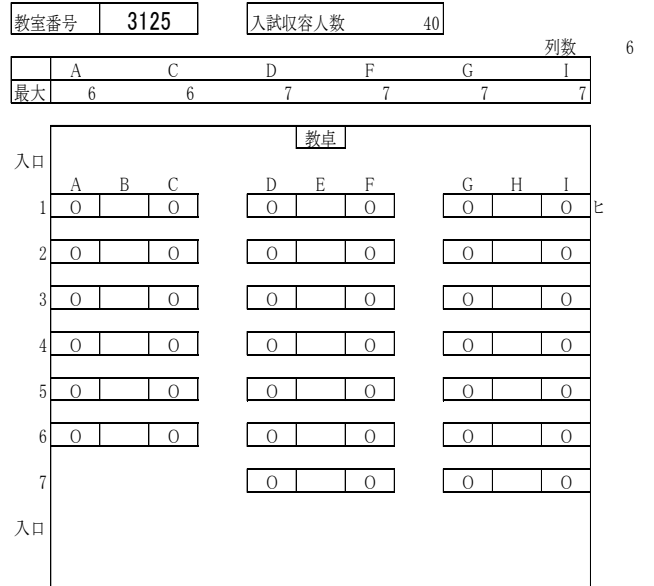 教室番号 3125 入試収容人数 40
列数 6
A C D F G I
最大 6 6 7 7 7 7
教卓
入口
A B C D E F G H I
1 O O O O O O ヒ
2 O O O O O O
3 O O O O O O
4 O O O O O O
5 O O O O O O
6 O O O O O O
7 O O O O
入口